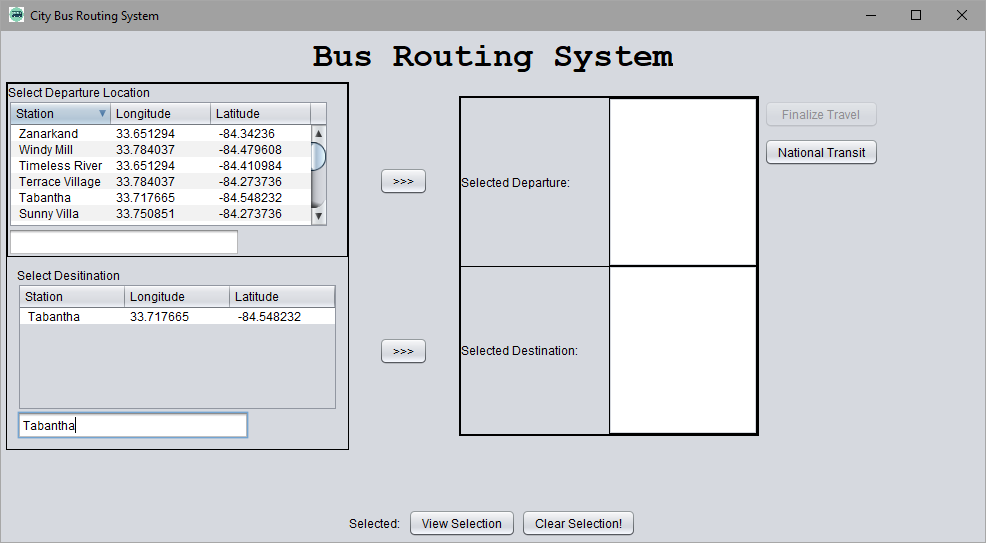 City Bus Routing System
Bus Routing System
Select Departure Location
Station Longitude Latitude
Zanarkand 33.651294 -84.34236
Windy Mill 33.784037 -84.479608
Timeless River 33.651294 -84.410984
Terrace Village 33.784037 -84.273736
Tabantha 33.717665 -84.548232
Sunny Villa 33.750851 -84.273736
Select Desitination
Station Longitude Latitude
Tabantha 33.717665 -84.548232
Tabantha
>>>
>>>
Selected Departure:
Selected Destination:
Finalize Travel
National Transit
Selected: View Selection Clear Selection!